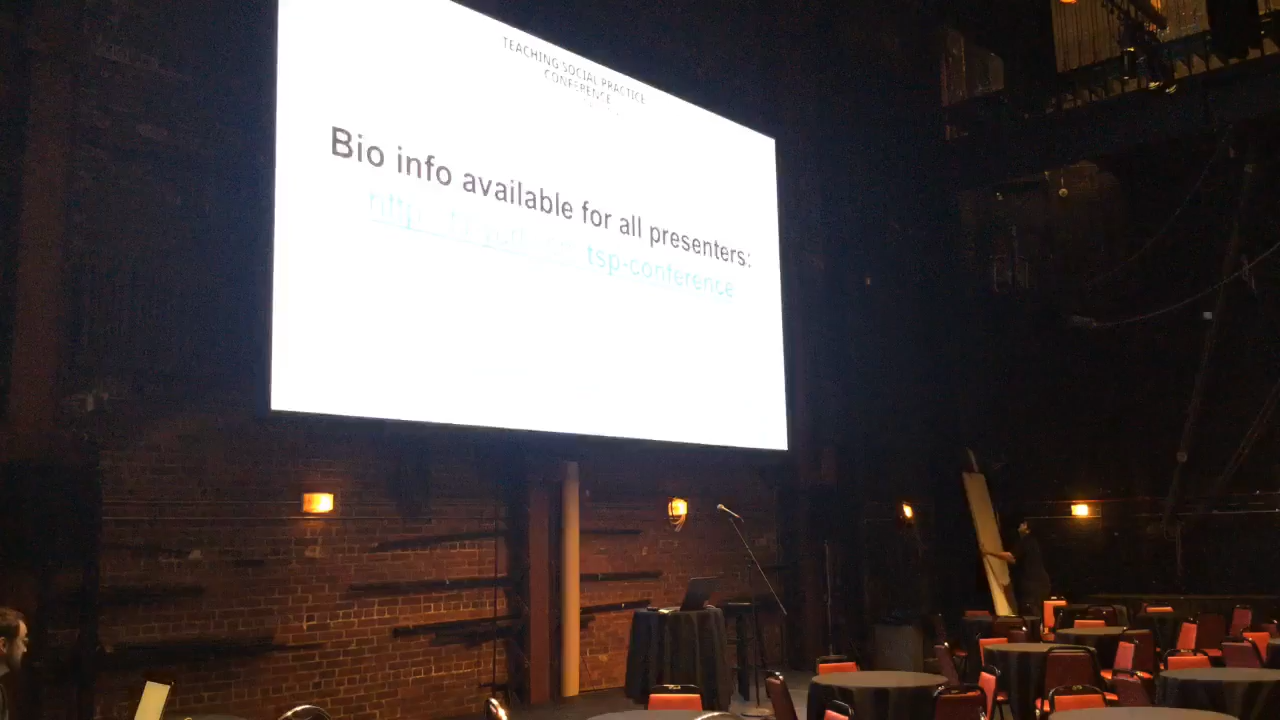 TEACHING SOCIAL PRACTICE
CONFERENCE
Bio info available for all presenters:
tsp-conference